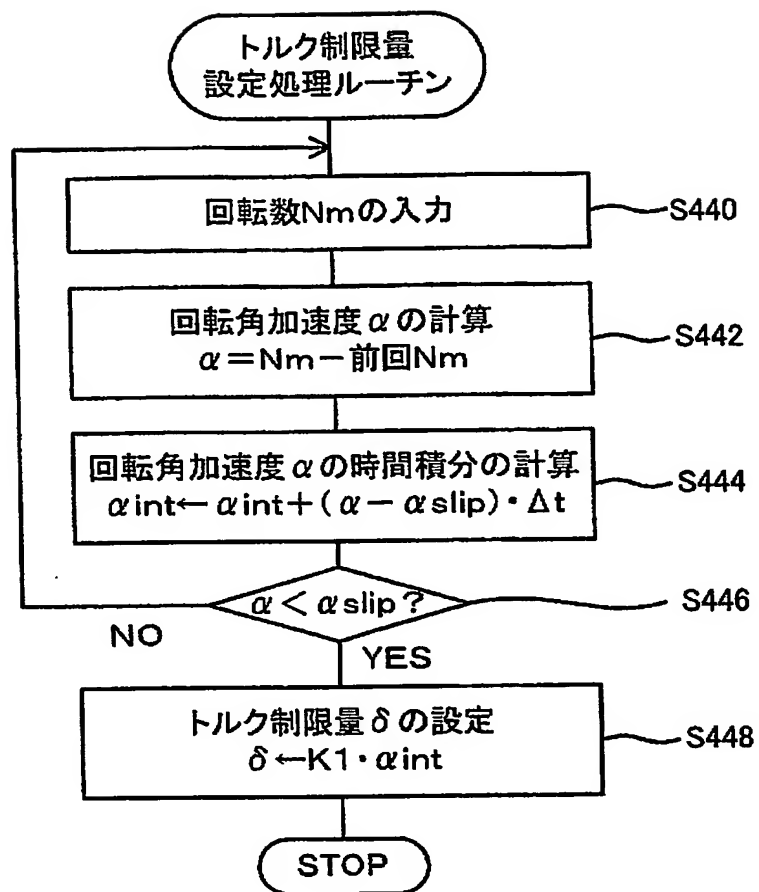 トルク制限量
設定処理ルーチン
回転数Nmの入力
S440
回転角加速度αの計算
α＝Nm－前回Nm
S442
回転角加速度αの時間積分の計算
αint←αint＋(α－αslip)・Δt
S444
α＜αslip？
S446
NO
YES
トルク制限量δの設定
δ←K1・αint
S448
STOP